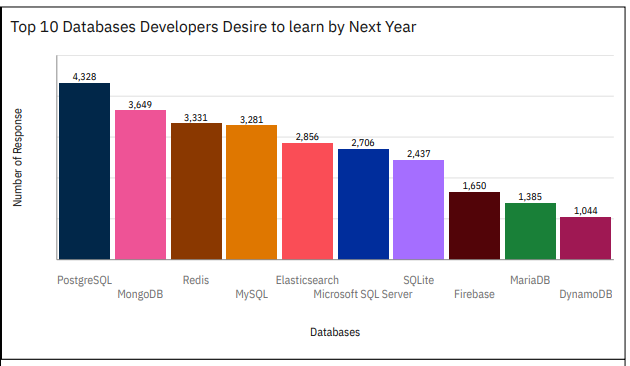 Top 10 Databases Developers Desire to learn by Next Year
Number of Response
4,328
3,649
3,331
3,281
2,856
2,706
2,437
1,650
1,385
1,044
PostgreSQL
MongoDB
Redis
MySQL
Elasticsearch
Microsoft SQL Server
SQLite
Firebase
MariaDB
DynamoDB
Databases